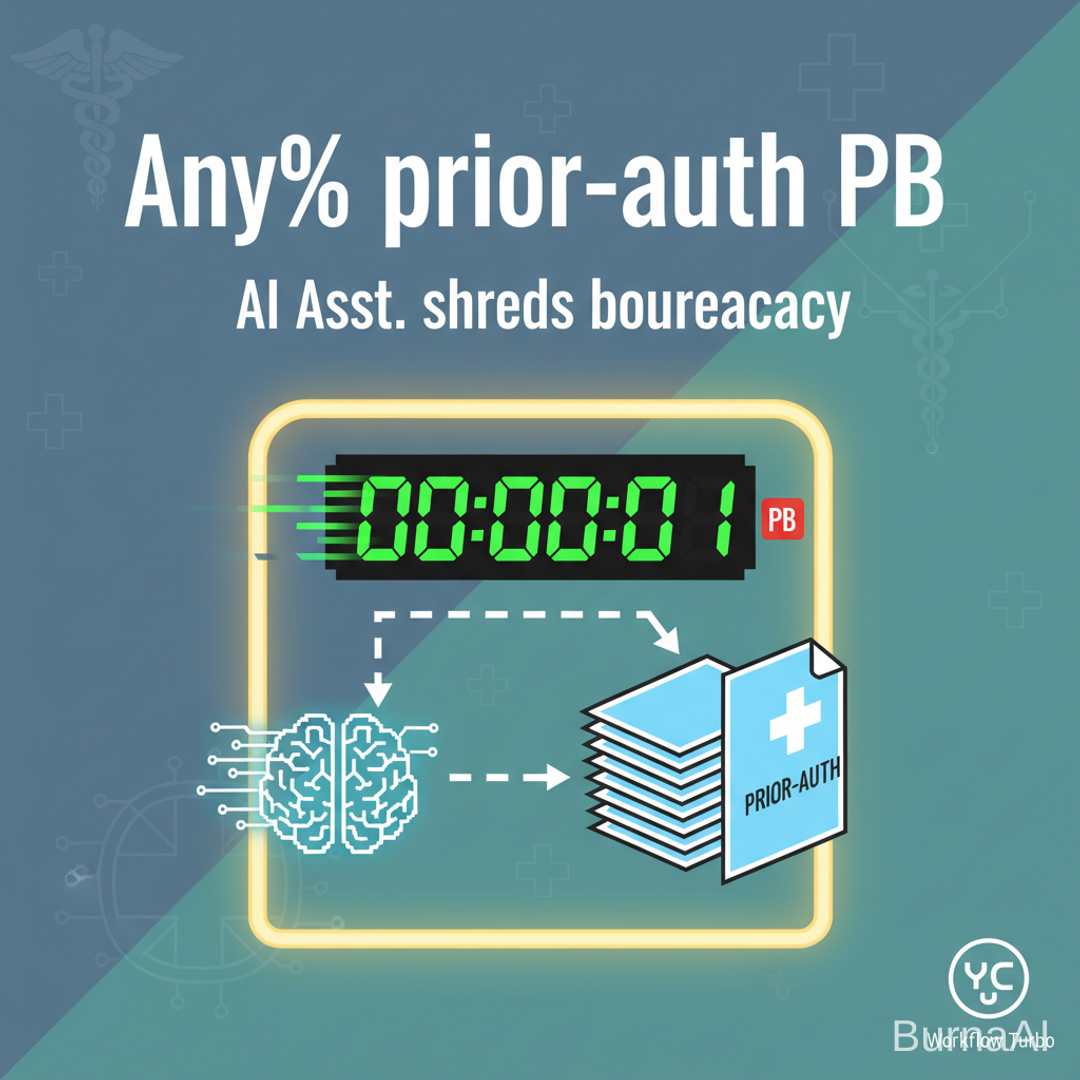 Any% prior-auth PB
AI Asst. shreds boureacacy
00:00:01
PB
PRIOR-AUTH
YC
BurnaAI
Workflow Turbo